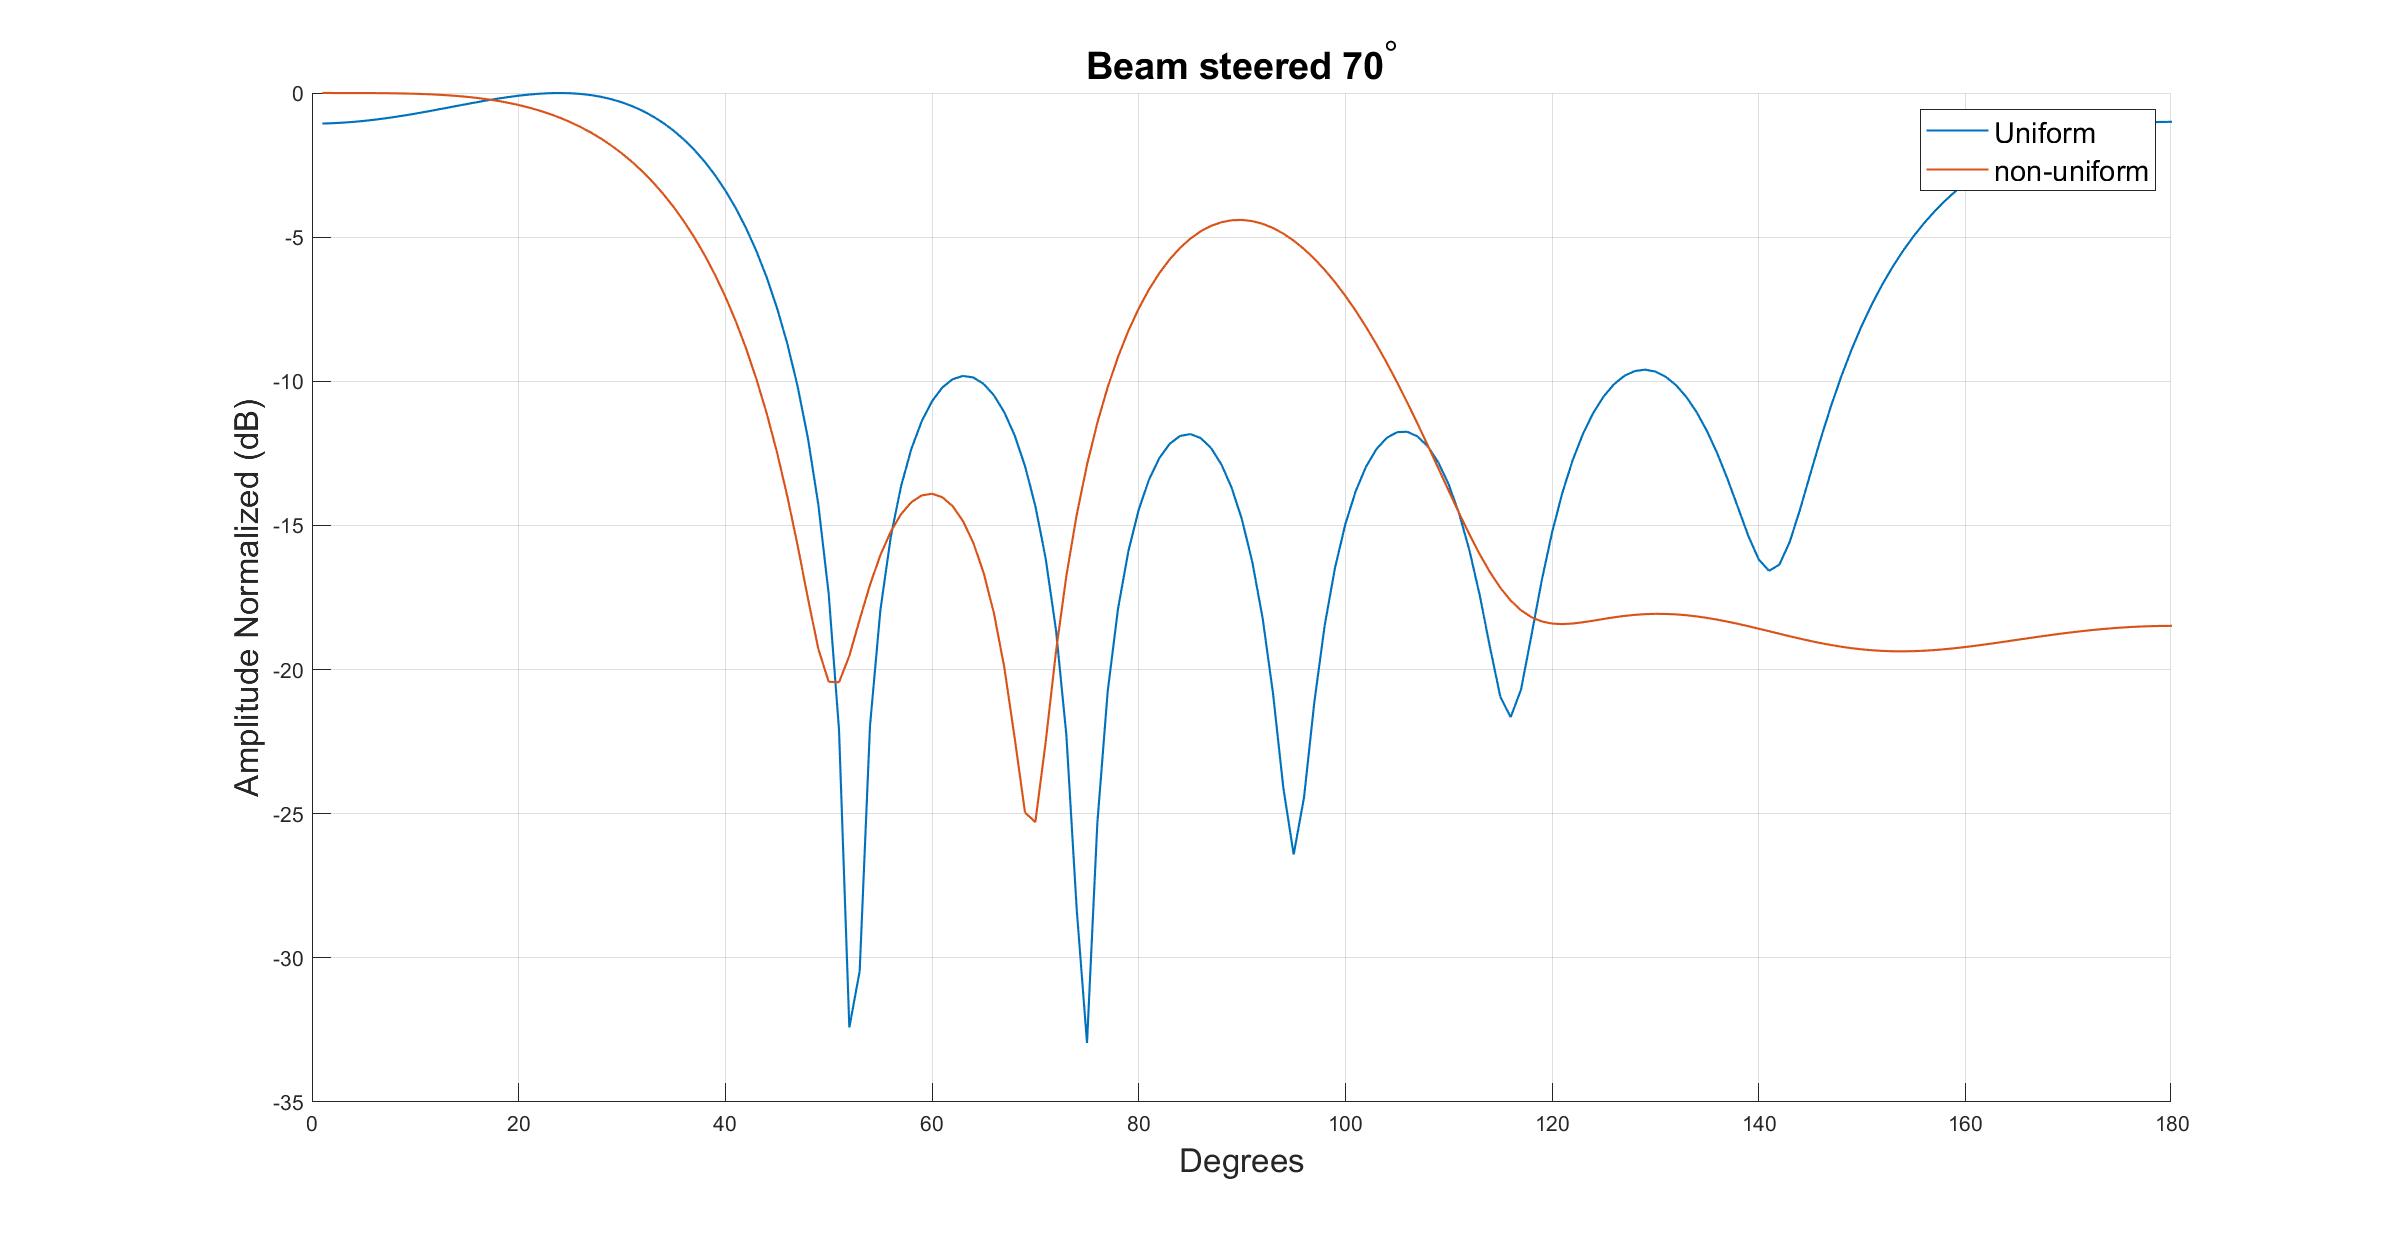 Beam steered 70°
Uniform
non-uniform
Amplitude Normalized (dB)
0
-5
-10
-15
-20
-25
-30
-35
0 20 40 60 80 100 120 140 160 180
Degrees